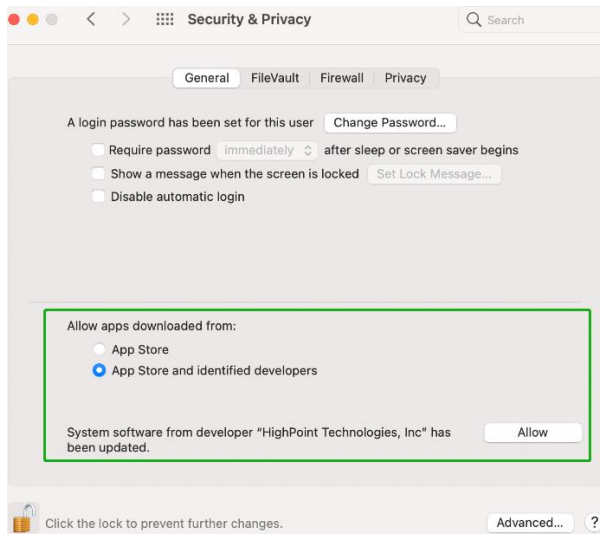 Security & Privacy
Search
General FileVault Firewall Privacy
A login password has been set for this user Change Password...
Require password immediately after sleep or screen saver begins
Show a message when the screen is locked Set Lock Message...
Disable automatic login
Allow apps downloaded from:
App Store
App Store and identified developers
System software from developer “HighPoint Technologies, Inc” has
been updated.
Allow
Click the lock to prevent further changes.
Advanced... ?